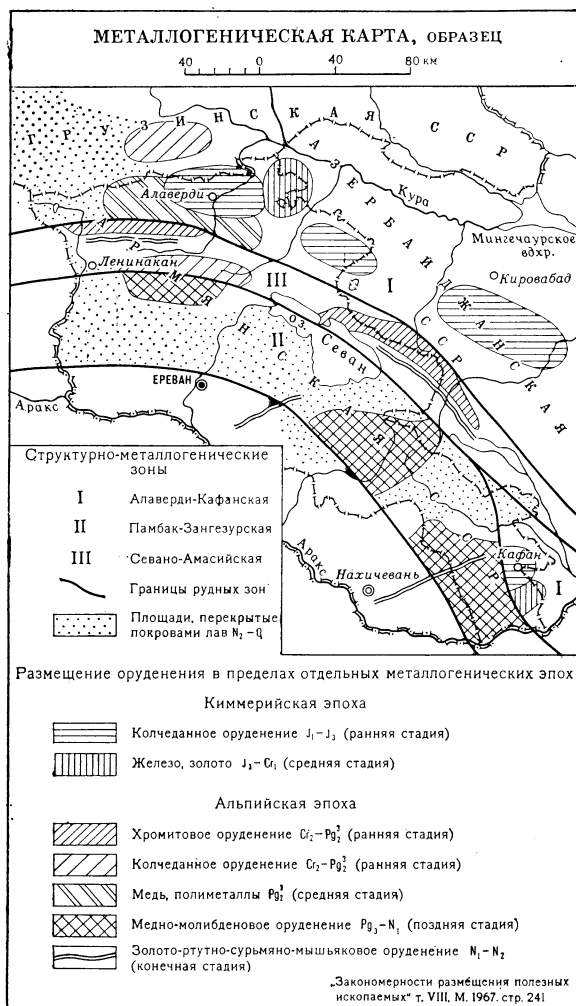 МЕТАЛЛОГЕНИЧЕСКАЯ КАРТА, ОБРАЗЕЦ
40 0 40 80 КМ
ГРУЗИНСКАЯ ССР
АЗЕРБАЙДЖАНСКАЯ ССР
АРМЯНСКАЯ ССР
Алаверди
Кура
Мингечаурское
вдхр.
Ленинакан
III
I
Кировабад
оз. Севан
II
ЕРЕВАН
Аракс
Аракс
Нахичевань
Кафан
I
Структурно-металлогенические
зоны
I Алаверди-Кафанская
II Памбак-Зангезурская
III Севано-Амасийская
Границы рудных зон
Площади, перекрытые
покровами лав N₂-Q
Размещение оруденения в пределах отдельных металлогенических эпох
Киммерийская эпоха
Колчеданное оруденение J₁-J₃ (ранняя стадия)
Железо, золото J₃-Cr₁ (средняя стадия)
Альпийская эпоха
Хромитовое оруденение Cr₂-Pg₂³ (ранняя стадия)
Колчеданное оруденение Cr₂-Pg₂³ (ранняя стадия)
Медь, полиметаллы Pg₂³ (средняя стадия)
Медно-молибденовое оруденение Pg₃-N₁ (поздняя стадия)
Золото-ртутно-сурьмяно-мышьяковое оруденение N₁-N₂
(конечная стадия)
„Закономерности размещения полезных
ископаемых" т. VIII, М. 1967. стр. 241